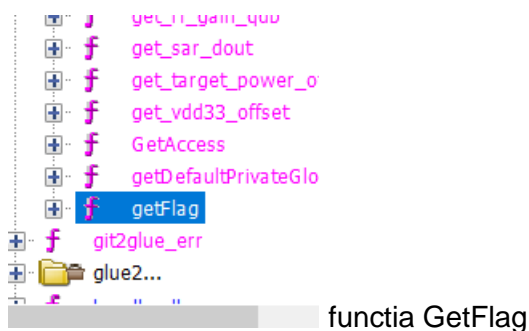 get_sar_dout
get_target_power_o
get_vdd33_offset
GetAccess
getDefaultPrivateGlo
getFlag
git2glue_err
glue2...
functia GetFlag